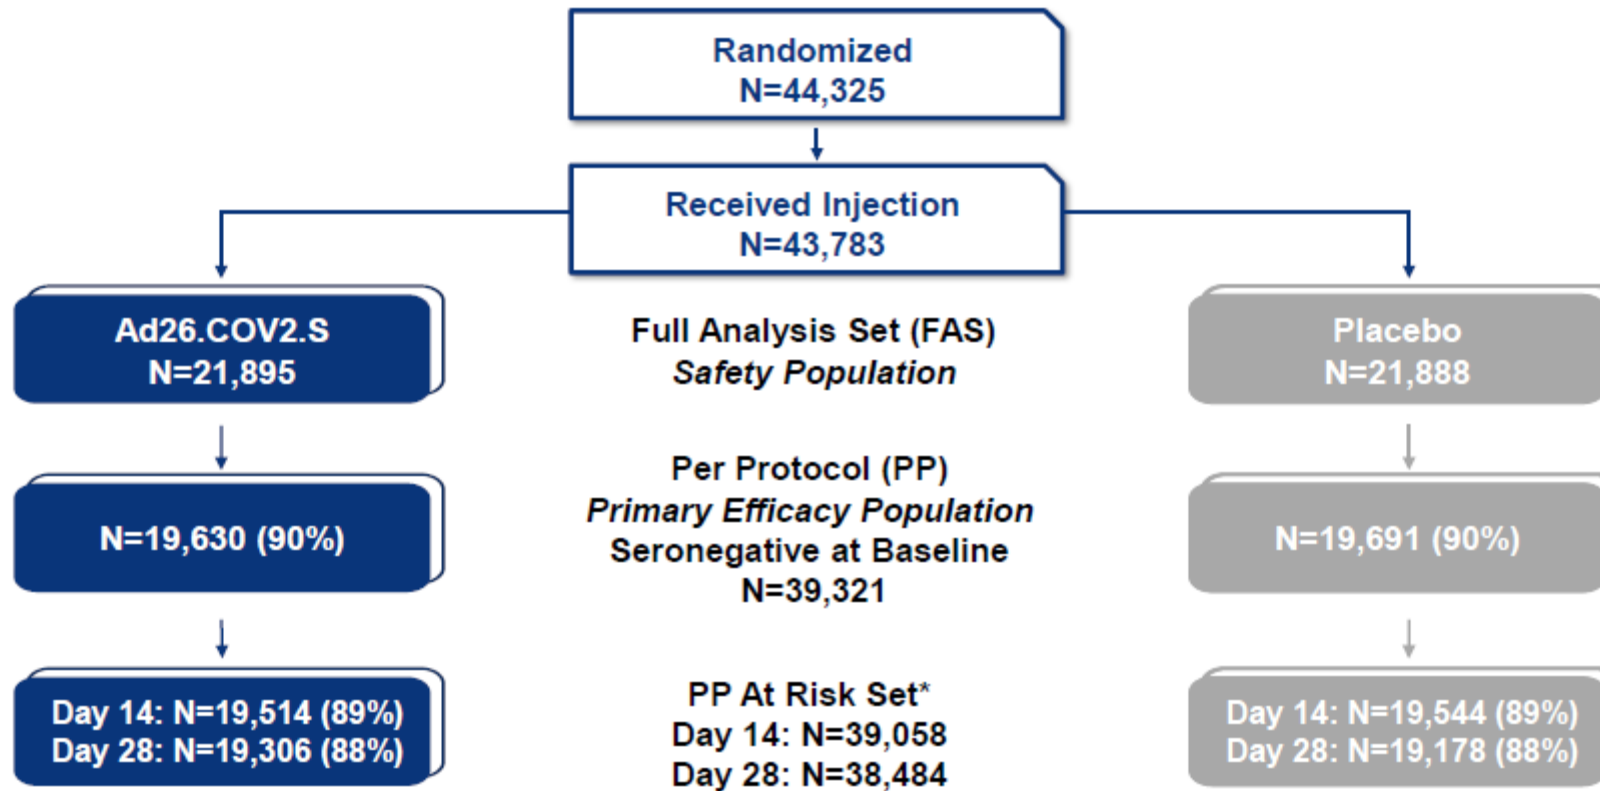 Randomized
N=44,325
Received Injection
N=43,783
Ad26.COV2.S
N=21,895
Full Analysis Set (FAS)
Safety Population
Placebo
N=21,888
N=19,630 (90%)
Per Protocol (PP)
Primary Efficacy Population
Seronegative at Baseline
N=39,321
N=19,691 (90%)
Day 14: N=19,514 (89%)
Day 28: N=19,306 (88%)
PP At Risk Set*
Day 14: N=39,058
Day 28: N=38,484
Day 14: N=19,544 (89%)
Day 28: N=19,178 (88%)